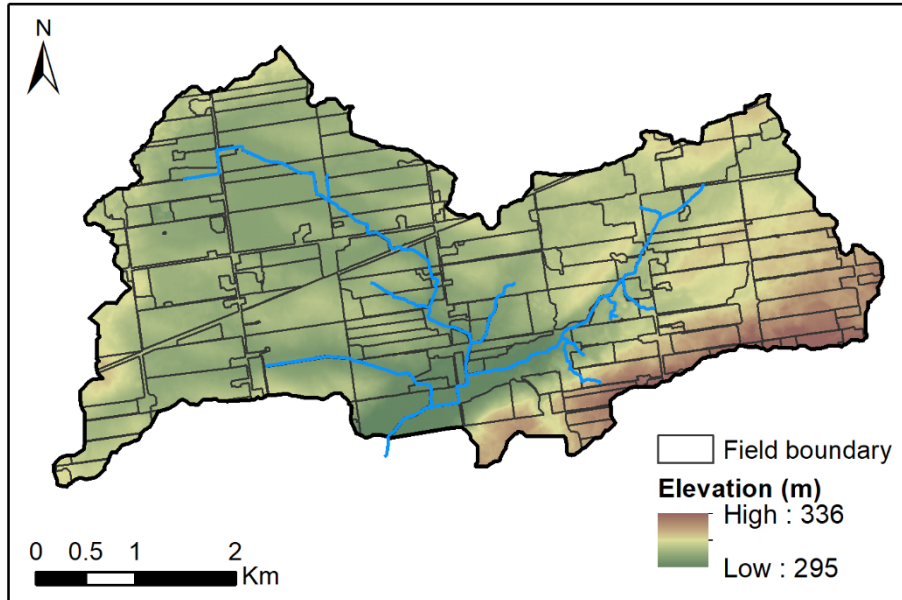 N
Field boundary
Elevation (m)
High : 336
Low : 295
0 0.5 1 2
Km